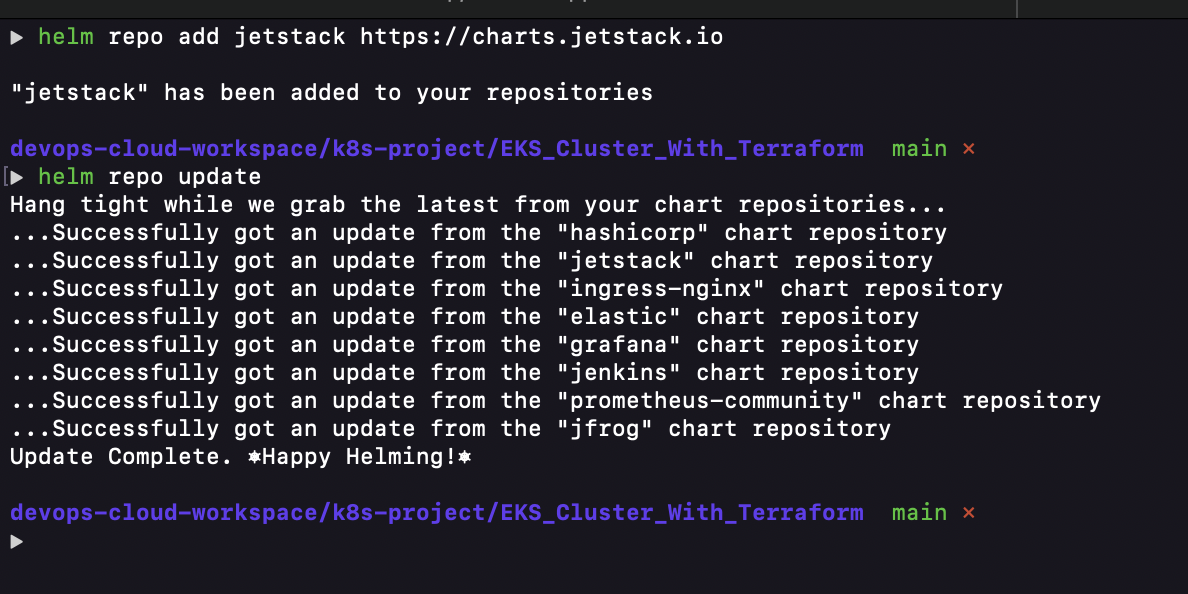 ▶ helm repo add jetstack https://charts.jetstack.io
"jetstack" has been added to your repositories
devops-cloud-workspace/k8s-project/EKS_Cluster_With_Terraform main ×
[▶ helm repo update
Hang tight while we grab the latest from your chart repositories...
...Successfully got an update from the "hashicorp" chart repository
...Successfully got an update from the "jetstack" chart repository
...Successfully got an update from the "ingress-nginx" chart repository
...Successfully got an update from the "elastic" chart repository
...Successfully got an update from the "grafana" chart repository
...Successfully got an update from the "jenkins" chart repository
...Successfully got an update from the "prometheus-community" chart repository
...Successfully got an update from the "jfrog" chart repository
Update Complete. ⎈Happy Helming!⎈
devops-cloud-workspace/k8s-project/EKS_Cluster_With_Terraform main ×
▶